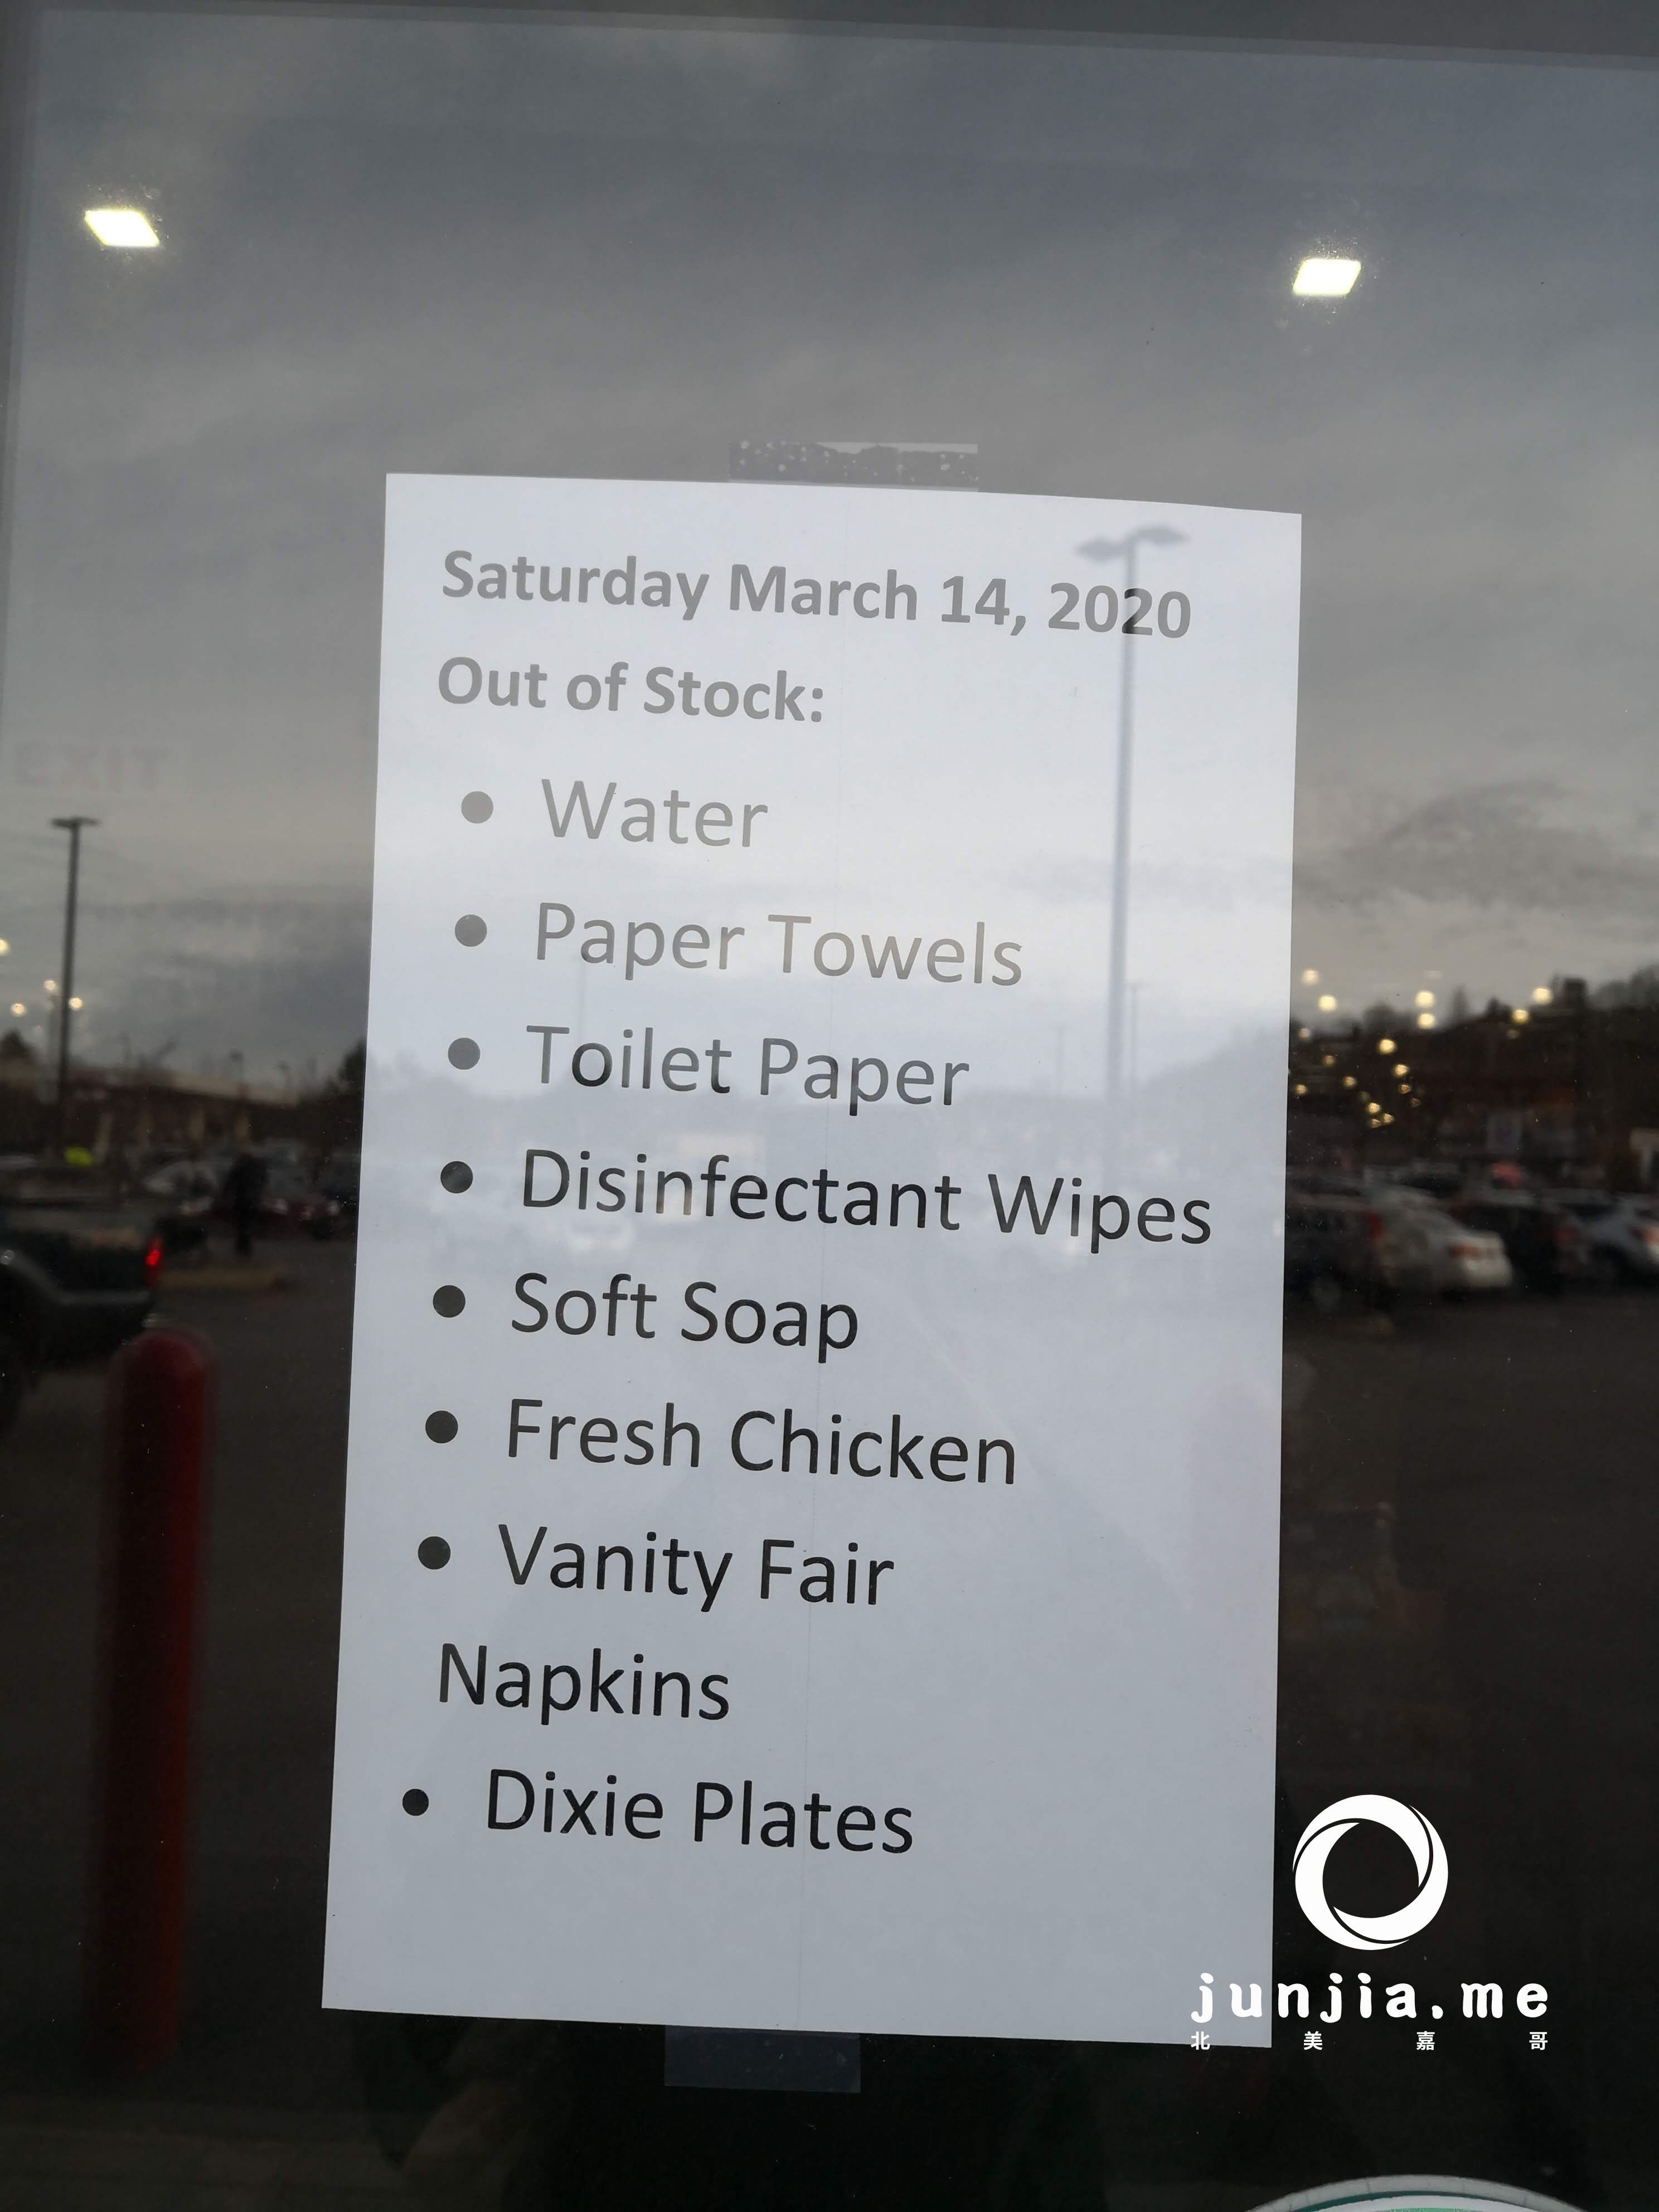 Saturday March 14, 2020
Out of Stock:
• Water
• Paper Towels
• Toilet Paper
• Disinfectant Wipes
• Soft Soap
• Fresh Chicken
• Vanity Fair
Napkins
• Dixie Plates
EXIT
junjia.me
北美嘉哥